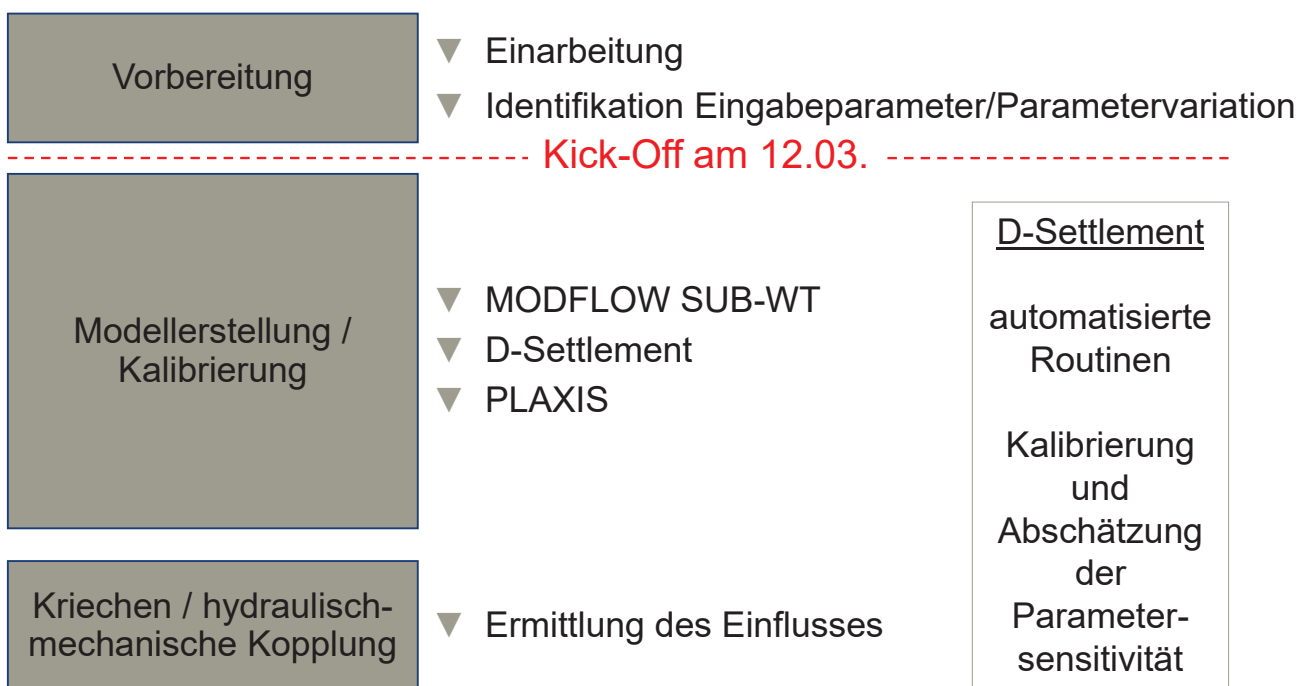 Vorbereitung
Einarbeitung
Identifikation Eingabeparameter/Parametervariation
Kick-Off am 12.03.
Modellerstellung /
Kalibrierung
MODFLOW SUB-WT
D-Settlement
PLAXIS
D-Settlement
automatisierte
Routinen
Kalibrierung
und
Abschätzung
der
Parameter-
sensitivität
Kriechen / hydraulisch-
mechanische Kopplung
Ermittlung des Einflusses